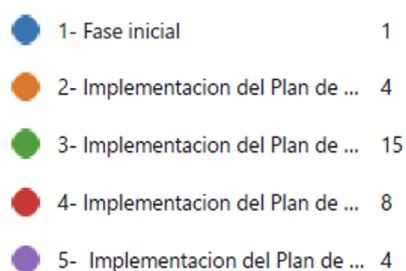 1- Fase inicial 1
2- Implementacion del Plan de ... 4
3- Implementacion del Plan de ... 15
4- Implementacion del Plan de ... 8
5- Implementacion del Plan de ... 4